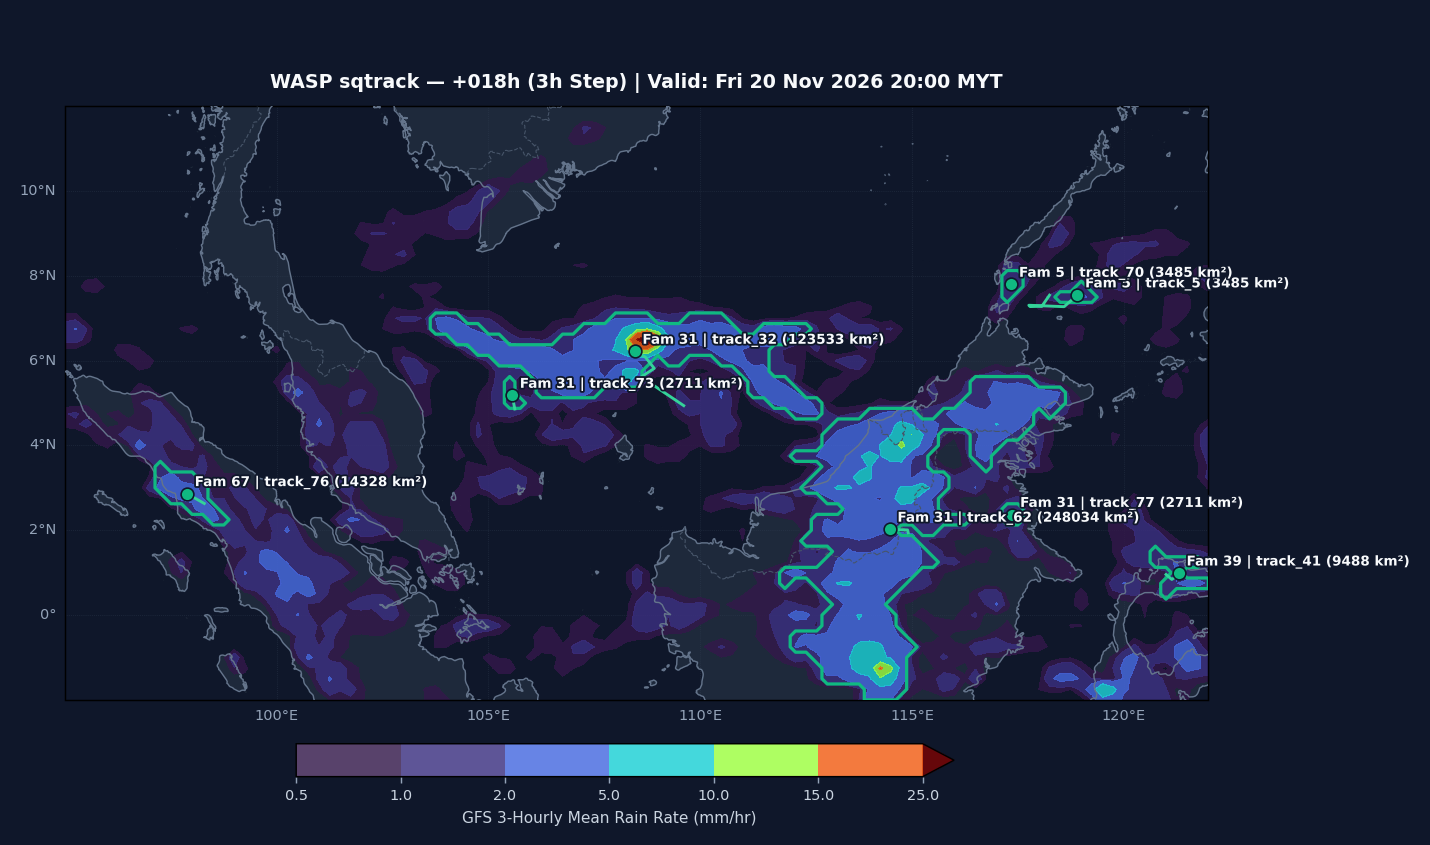 WASP sqtrack — +018h (3h Step) | Valid: Fri 20 Nov 2026 20:00 MYT
10°N
8°N
6°N
4°N
2°N
0°
Fam 5 | track_70 (3485 km²)
Fam 5 | track_5 (3485 km²)
Fam 31 | track_32 (123533 km²)
Fam 31 | track_73 (2711 km²)
Fam 67 | track_76 (14328 km²)
Fam 31 | track_77 (2711 km²)
Fam 31 | track_62 (248034 km²)
Fam 39 | track_41 (9488 km²)
100°E 105°E 110°E 115°E 120°E
0.5 1.0 2.0 5.0 10.0 15.0 25.0
GFS 3-Hourly Mean Rain Rate (mm/hr)